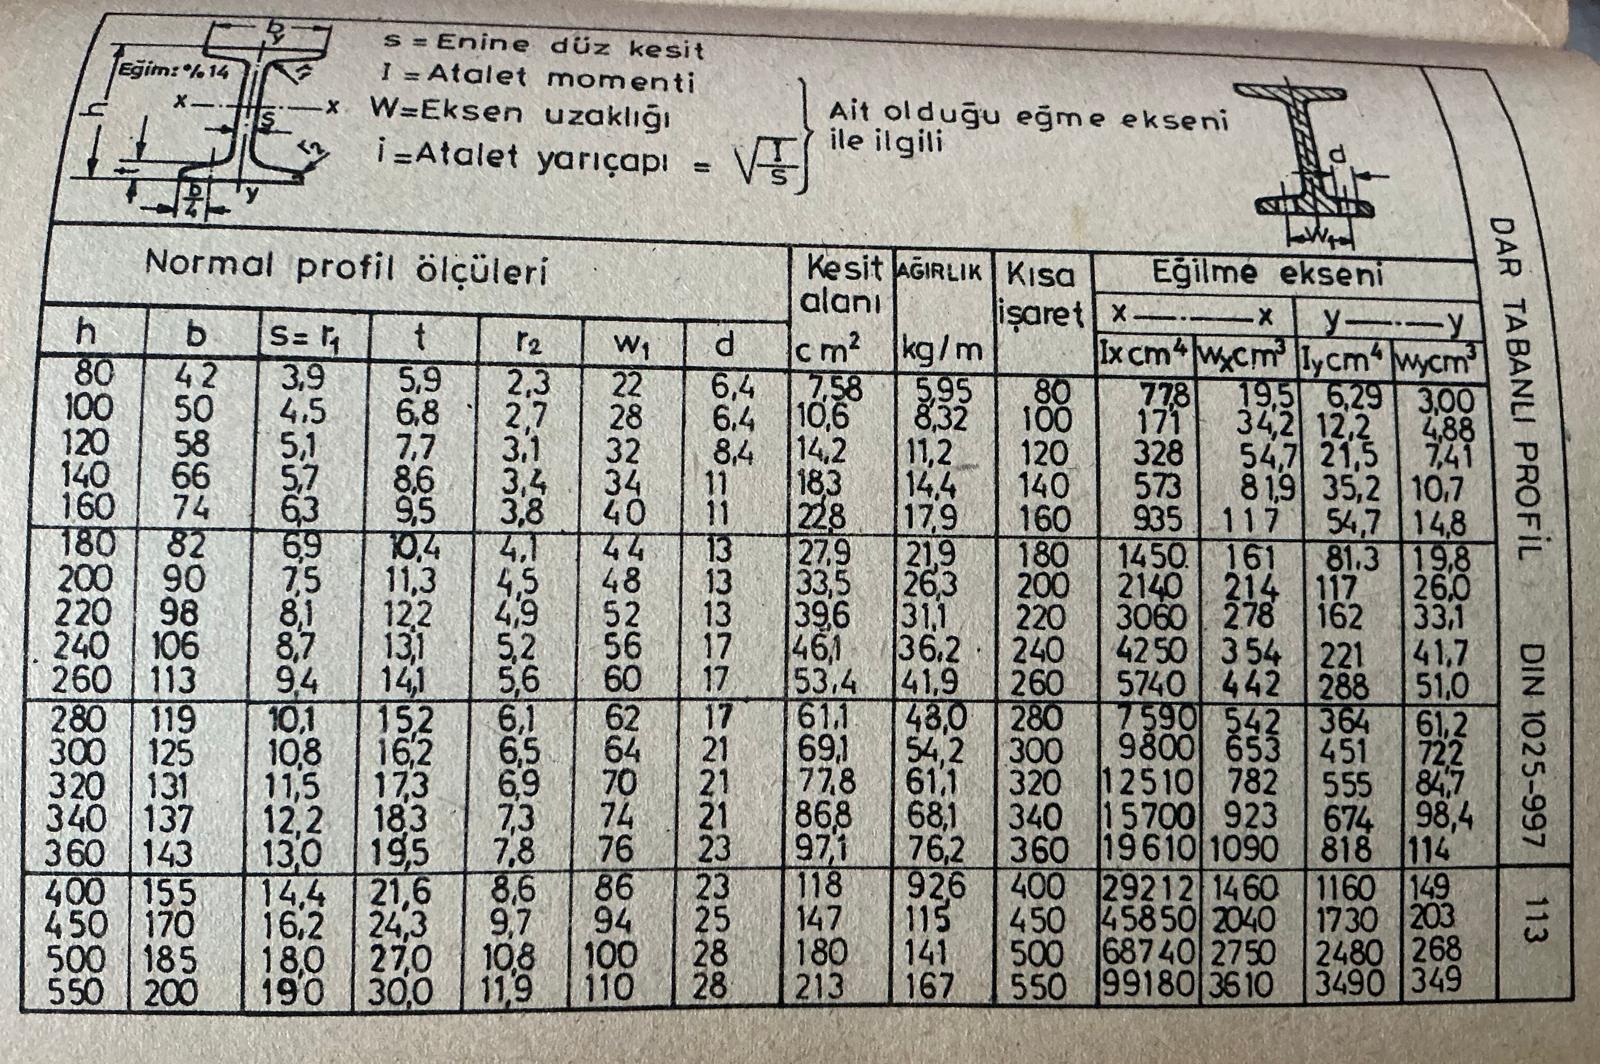 b
y
Eğim: %14
x x
h
s
r1
r2
t
b/4
y
s = Enine düz kesit
I = Atalet momenti
W=Eksen uzaklığı
i =Atalet yarıçapı = √I/s
Ait olduğu eğme ekseni
ile ilgili
d
W1
DAR TABANLI PROFİL DIN 1025-997 113
Normal profil ölçüleri Kesit alanı AĞIRLIK Kısa işaret Eğilme ekseni
x—·—x y—·—y
h b s=r1 t r2 w1 d cm² kg/m Ix cm⁴ Wxcm³ Iycm⁴ Wycm³
80 42 3,9 5,9 2,3 22 6,4 7,58 5,95 80 778 19,5 6,29 3,00
100 50 4,5 6,8 2,7 28 6,4 10,6 8,32 100 171 34,2 12,2 4,88
120 58 5,1 7,7 3,1 32 8,4 14,2 11,2 120 328 54,7 21,5 7,41
140 66 5,7 8,6 3,4 34 11 18,3 14,4 140 573 81,9 35,2 10,7
160 74 6,3 9,5 3,8 40 11 22,8 17,9 160 935 117 54,7 14,8
180 82 6,9 10,4 4,1 44 13 27,9 21,9 180 1450 161 81.3 19,8
200 90 7,5 11,3 4,5 48 13 33,5 26,3 200 2140 214 117 26,0
220 98 8,1 12,2 4,9 52 13 39,6 31,1 220 3060 278 162 33,1
240 106 8,7 13,1 5,2 56 17 46,1 36,2 240 4250 354 221 41,7
260 113 9,4 14,1 5,6 60 17 53,4 41,9 260 5740 442 288 51,0
280 119 10,1 15,2 6,1 62 17 61,1 48,0 280 7590 542 364 61,2
300 125 10,8 16,2 6,5 64 21 69,1 54,2 300 9800 653 451 722
320 131 11,5 17,3 6,9 70 21 77,8 61,1 320 12510 782 555 84,7
340 137 12,2 18,3 7,3 74 21 86,8 68,1 340 15700 923 674 98,4
360 143 13,0 19,5 7,8 76 23 97,1 76,2 360 19610 1090 818 114
400 155 14,4 21,6 8,6 86 23 118 926 400 29212 1460 1160 149
450 170 16,2 24,3 9,7 94 25 147 115 450 45850 2040 1730 203
500 185 18,0 27,0 10,8 100 28 180 141 500 68740 2750 2480 268
550 200 19,0 30,0 11,9 110 28 213 167 550 99180 3610 3490 349